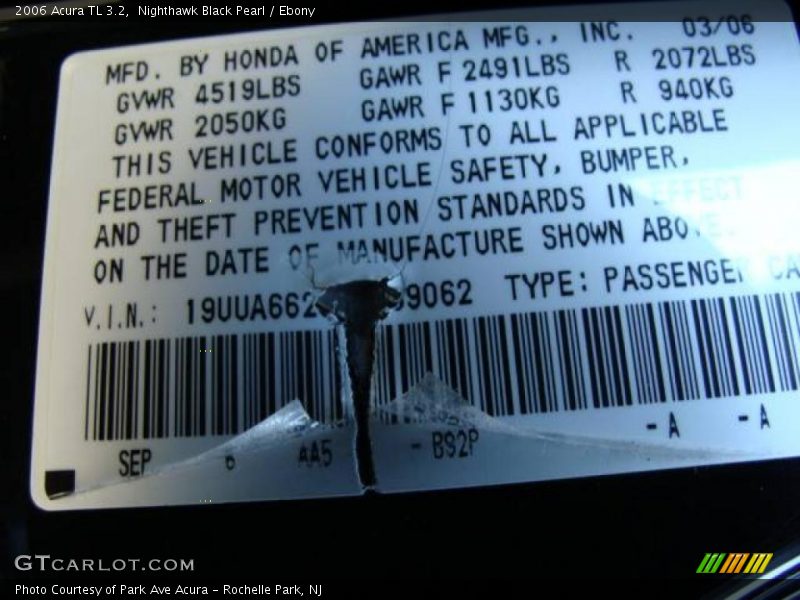 2006 Acura TL 3.2, Nighthawk Black Pearl / Ebony
MFD. BY HONDA OF AMERICA MFG., INC. 03/06
GVWR 4519LBS GAWR F 2491LBS R 2072LBS
GVWR 2050KG GAWR F 1130KG R 940KG
THIS VEHICLE CONFORMS TO ALL APPLICABLE
FEDERAL MOTOR VEHICLE SAFETY, BUMPER,
AND THEFT PREVENTION STANDARDS IN EFFECT
ON THE DATE OF MANUFACTURE SHOWN ABO
V.I.N.: 19UUA662 9062 TYPE: PASSENGER CA
SEP 6 AA5 - BS2P -A -A
GTCARLOT.COM
Photo Courtesy of Park Ave Acura - Rochelle Park, NJ